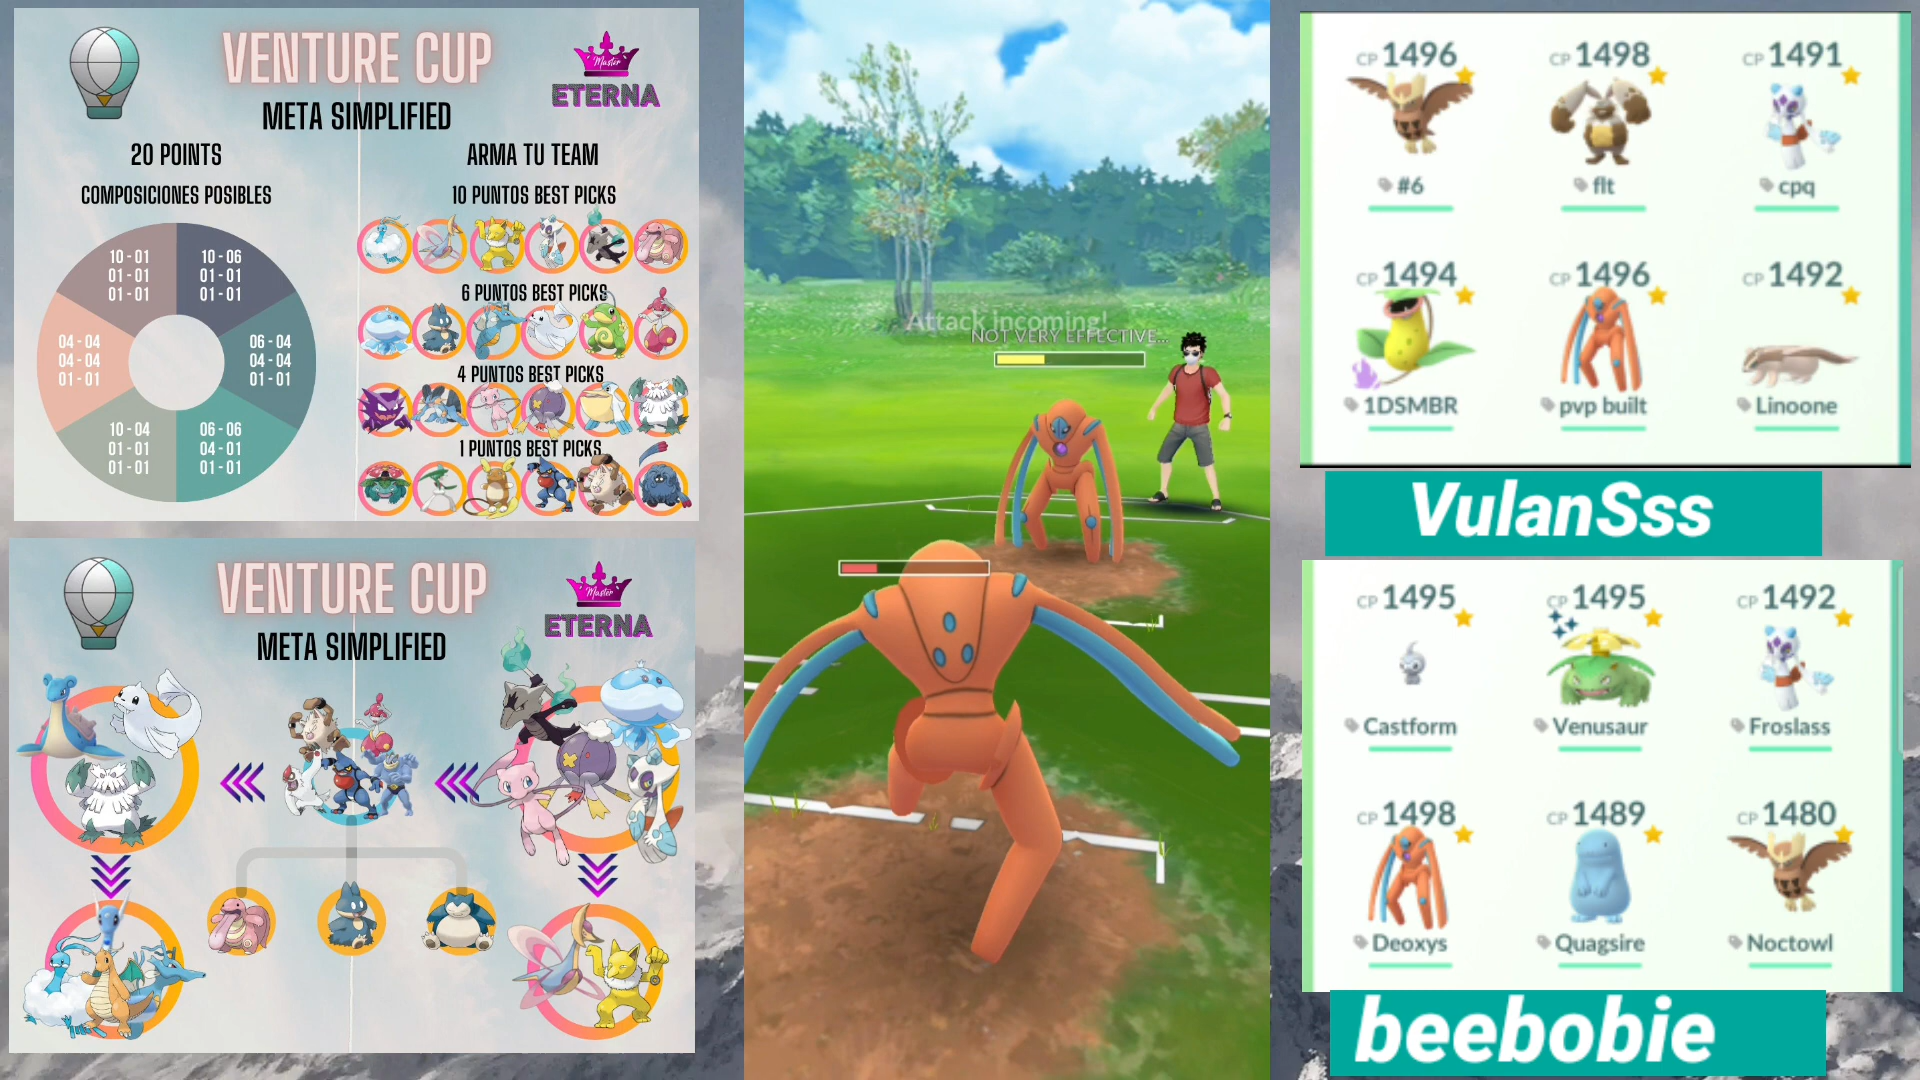 VENTURE CUP
Master
ETERNA
META SIMPLIFIED
20 POINTS
COMPOSICIONES POSIBLES
10 - 01
01 - 01
01 - 01
10 - 06
01 - 01
01 - 01
04 - 04
04 - 04
01 - 01
06 - 04
04 - 04
01 - 01
10 - 04
01 - 01
01 - 01
06 - 06
04 - 01
01 - 01
ARMA TU TEAM
10 PUNTOS BEST PICKS
6 PUNTOS BEST PICKS
4 PUNTOS BEST PICKS
1 PUNTOS BEST PICKS
VENTURE CUP
Master
ETERNA
META SIMPLIFIED
Attack incoming!
NOT VERY EFFECTIVE...
CP 1496
CP 1498
CP 1491
#6
flt
cpq
CP 1494
CP 1496
CP 1492
1DSMBR
pvp built
Linoone
VulanSss
CP 1495
CP 1495
CP 1492
Castform
Venusaur
Froslass
CP 1498
CP 1489
CP 1480
Deoxys
Quagsire
Noctowl
beebobie